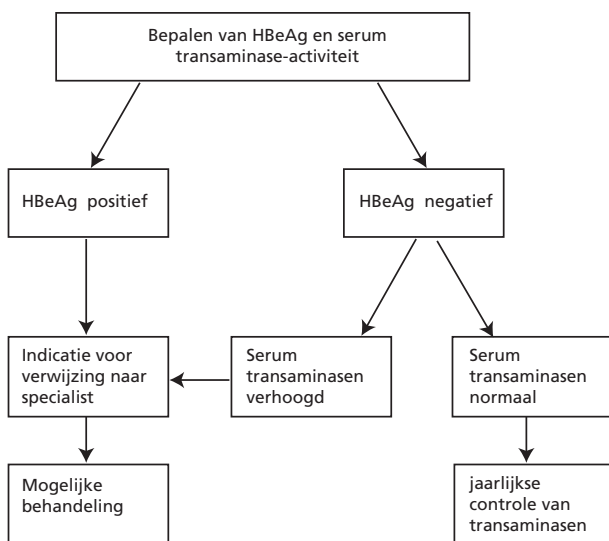 Bepalen van HBeAg en serum
transaminase-activiteit
HBeAg positief
HBeAg negatief
Indicatie voor
verwijzing naar
specialist
Serum
transaminasen
verhoogd
Serum
transaminasen
normaal
Mogelijke
behandeling
jaarlijkse
controle van
transaminasen